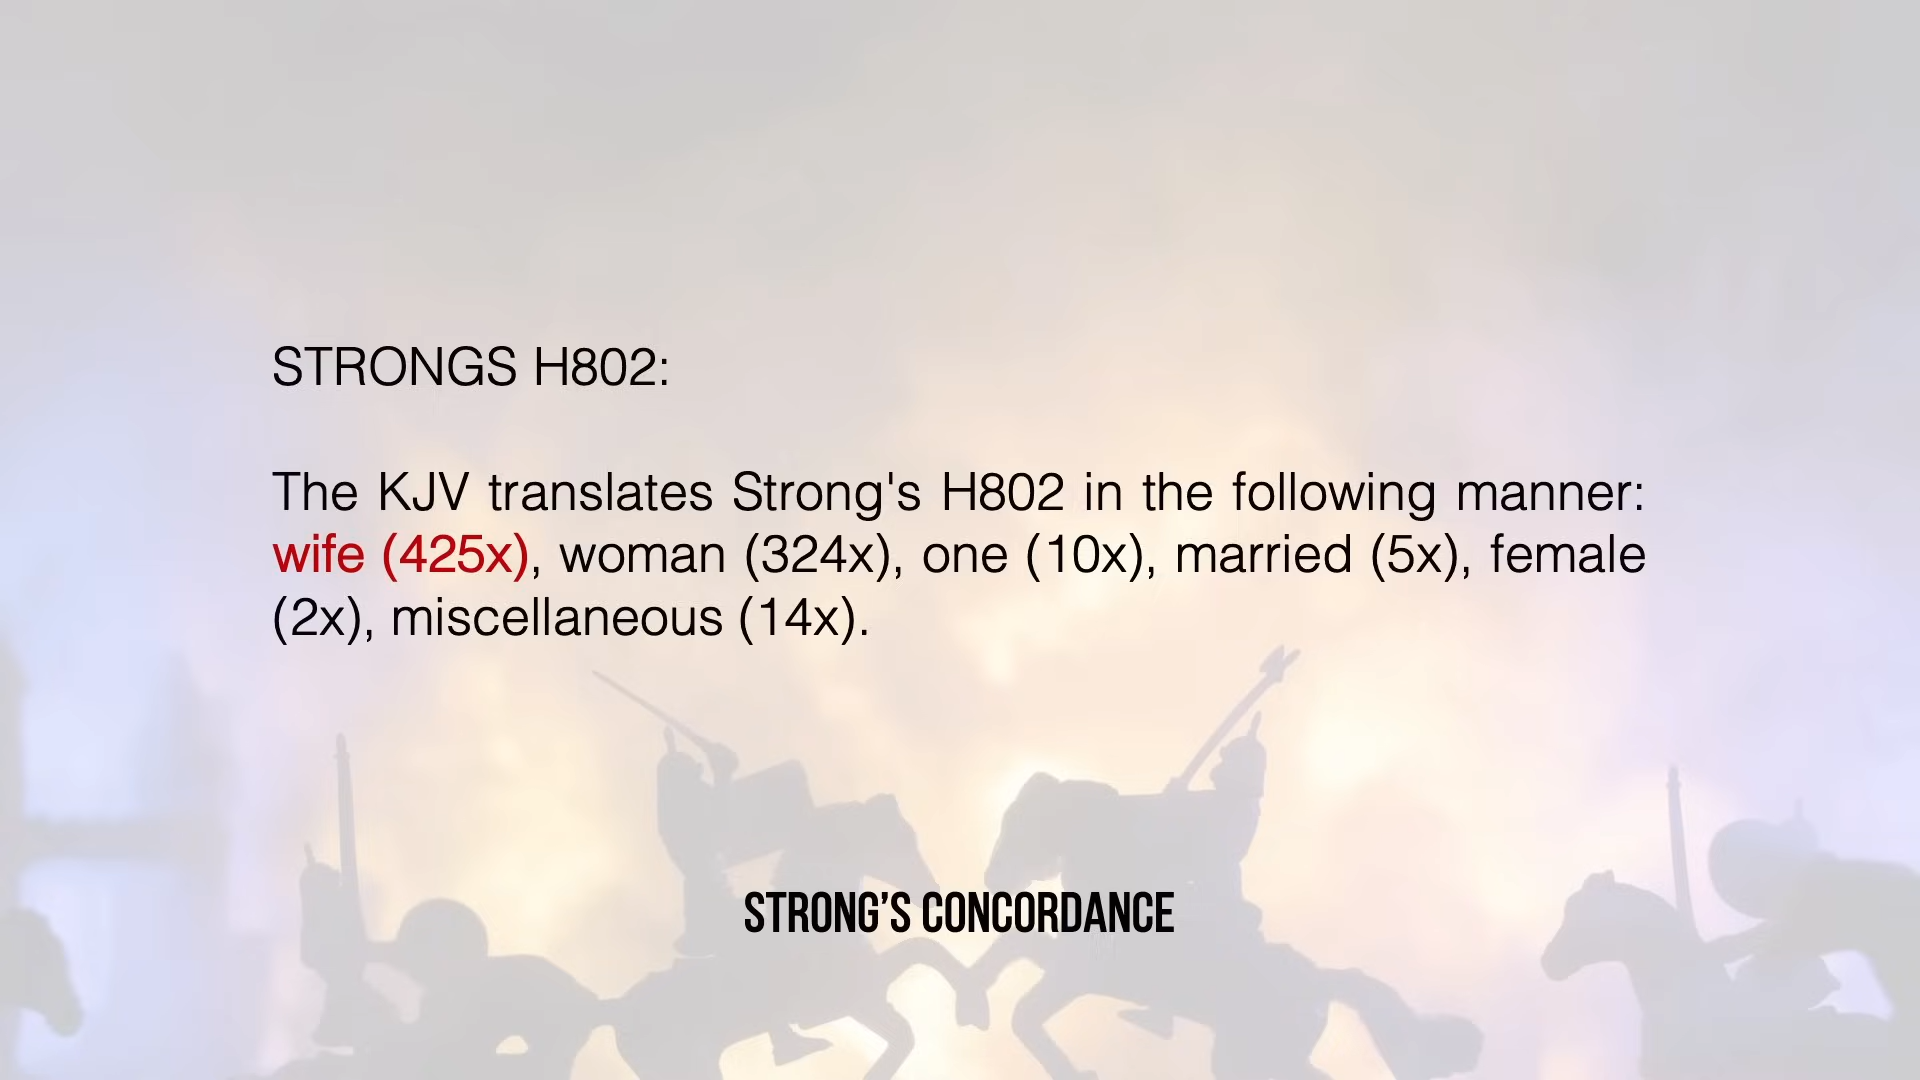 STRONGS H802:
The KJV translates Strong's H802 in the following manner:
wife (425x), woman (324x), one (10x), married (5x), female
(2x), miscellaneous (14x).
STRONG’S CONCORDANCE